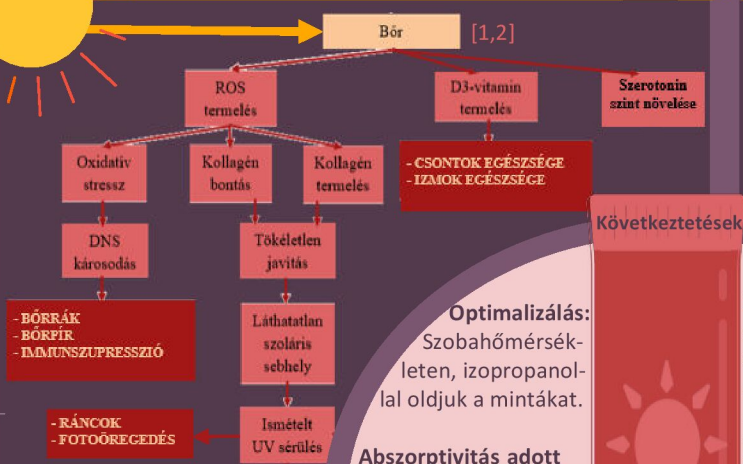 Bőr
[1,2]
ROS
termelés
D3-vitamin
termelés
Szerotonin
szint növelése
Oxidatív
stressz
Kollagén
bontás
Kollagén
termelés
- CSONTOK EGÉSZSÉGE
- IZMOK EGÉSZSÉGE
DNS
károsodás
Tökéletlen
javítás
- BŐRRÁK
- BŐRPÍR
- IMMUNSZUPRESSZIÓ
Láthatatlan
szoláris
sebhely
- RÁNCOK
- FOTOÖREGEDÉS
Ismételt
UV sérülés
Következtetések
Optimalizálás:
Szobahőmérsék-
leten, izopropanol-
lal oldjuk a mintákat.
Abszorptivitás adott